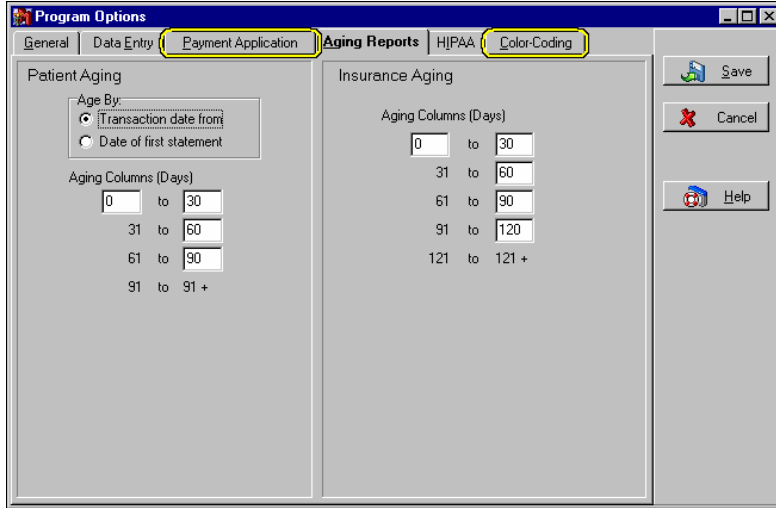 Program Options
General Data Entry Payment Application Aging Reports HIPAA Color-Coding
Patient Aging
Age By:
Transaction date from
Date of first statement
Aging Columns (Days)
0 to 30
31 to 60
61 to 90
91 to 91 +
Insurance Aging
Aging Columns (Days)
0 to 30
31 to 60
61 to 90
91 to 120
121 to 121 +
Save
Cancel
Help